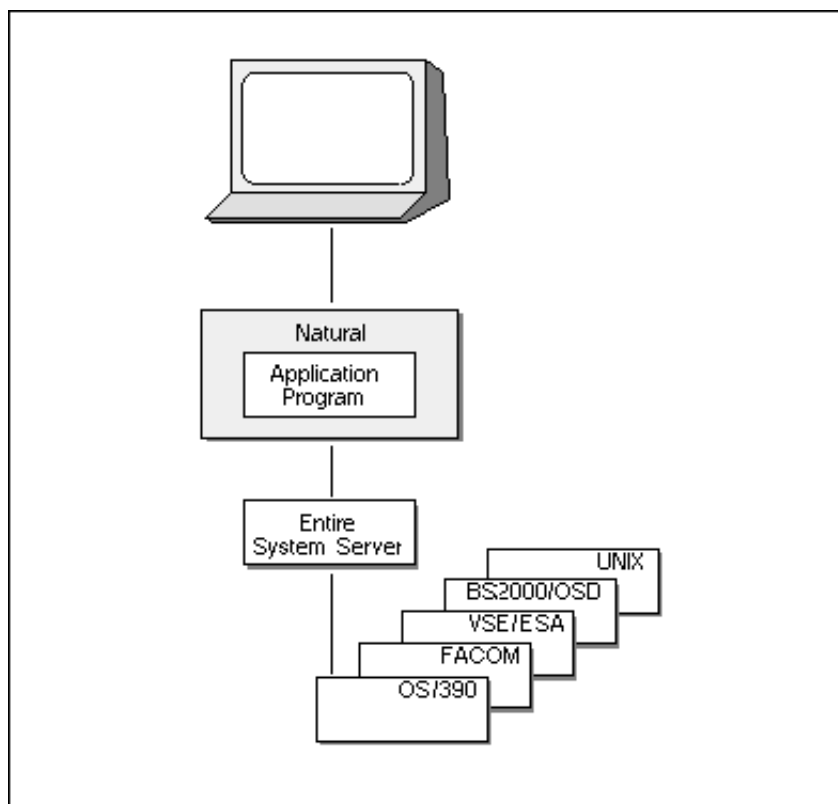 Natural
Application
Program
Entire
System Server
UNIX
BS2000/OSD
VSE/ESA
FACOM
OS/390